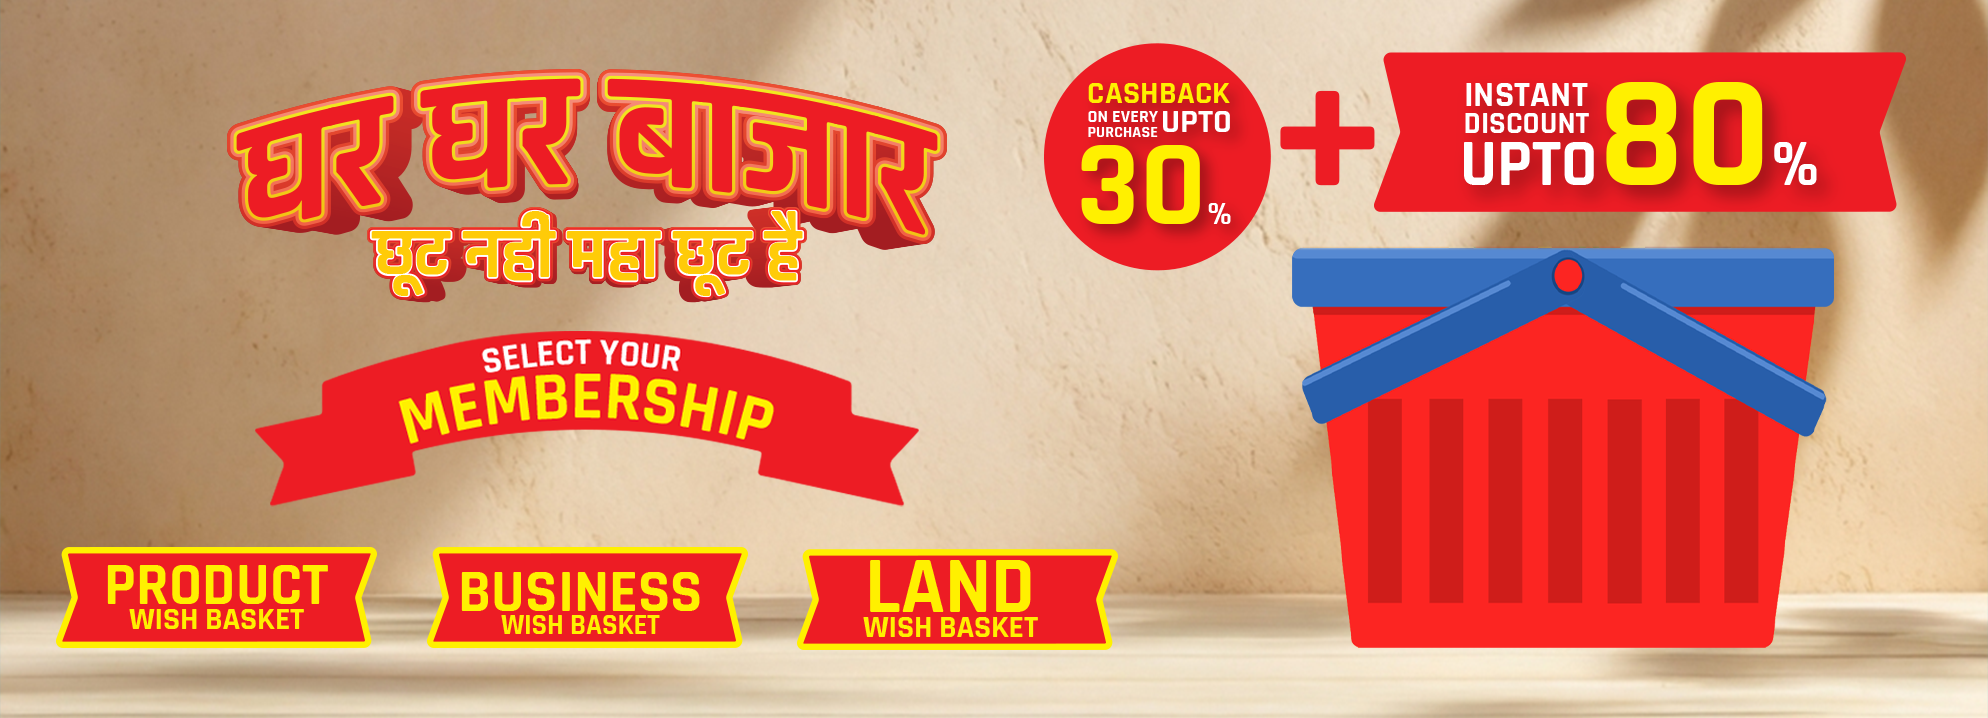 घर घर बाजार
छूट नही महा छूट है
SELECT YOUR
MEMBERSHIP
PRODUCT
WISH BASKET
BUSINESS
WISH BASKET
LAND
WISH BASKET
CASHBACK
ON EVERY
PURCHASE UPTO
30%
+
INSTANT
DISCOUNT
UPTO 80%